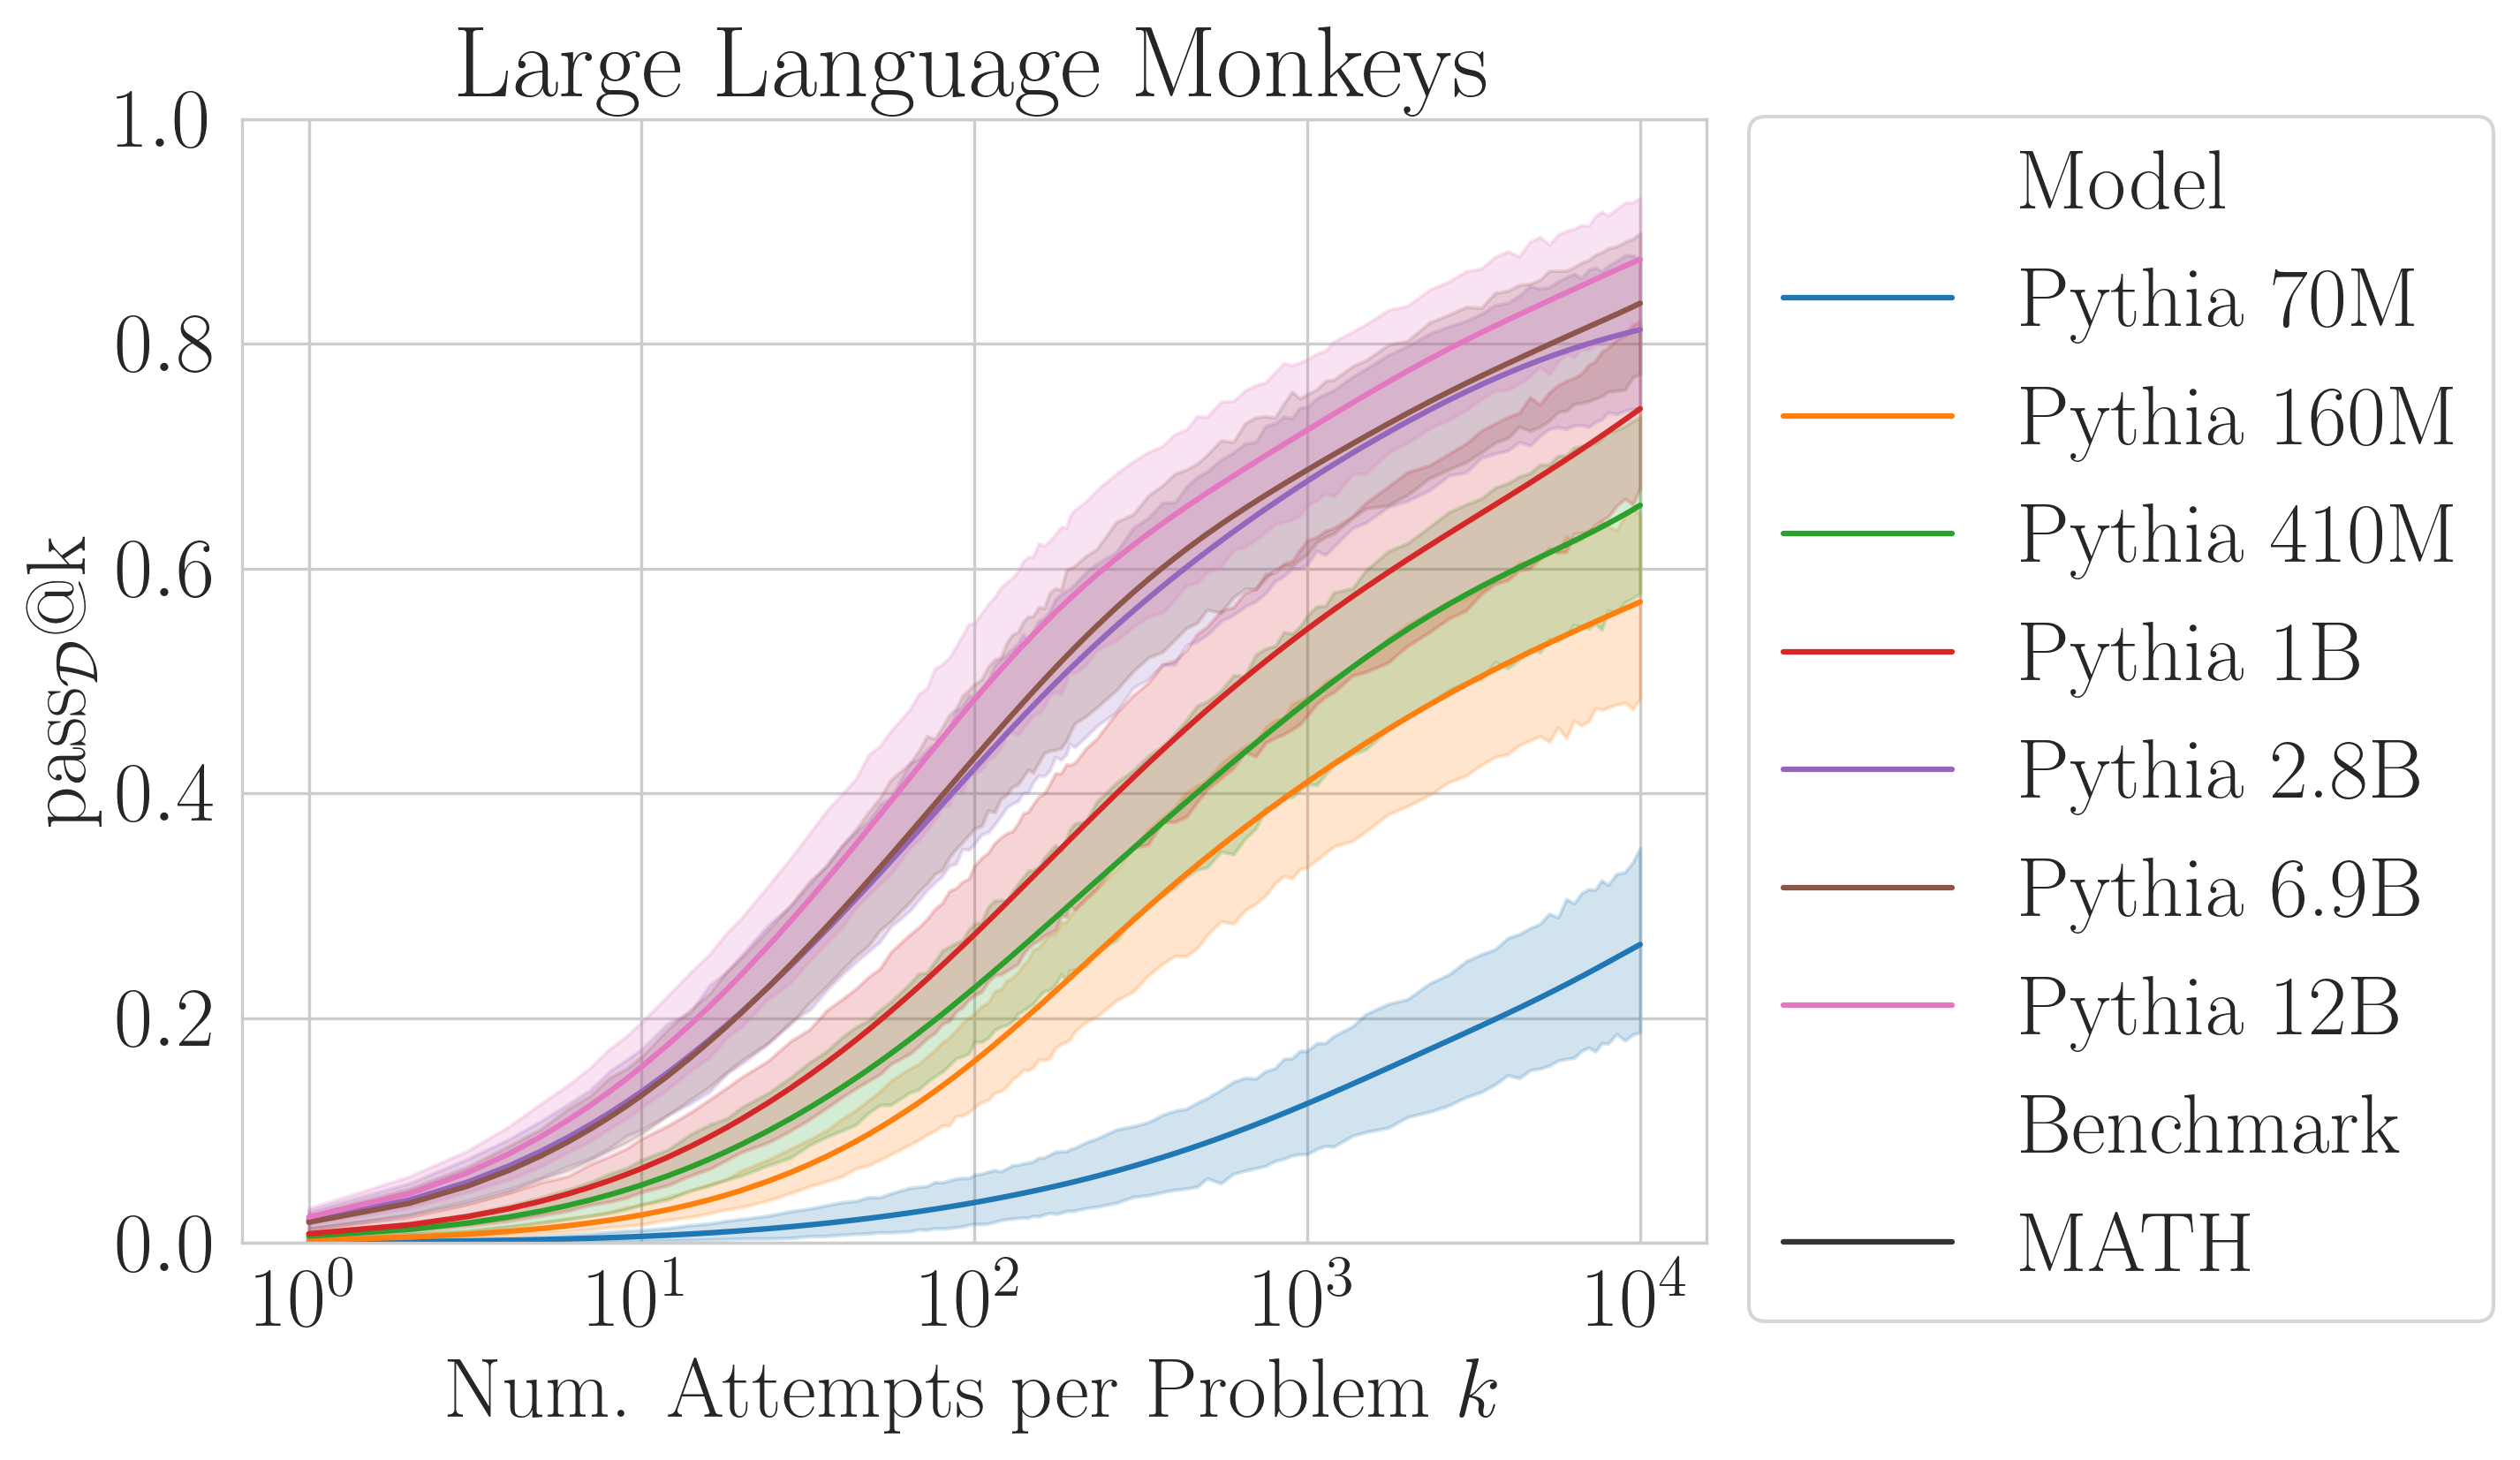 Large Language Monkeys
pass𝒟@k
1.0
0.8
0.6
0.4
0.2
0.0
10⁰ 10¹ 10² 10³ 10⁴
Num. Attempts per Problem k
Model
Pythia 70M
Pythia 160M
Pythia 410M
Pythia 1B
Pythia 2.8B
Pythia 6.9B
Pythia 12B
Benchmark
MATH